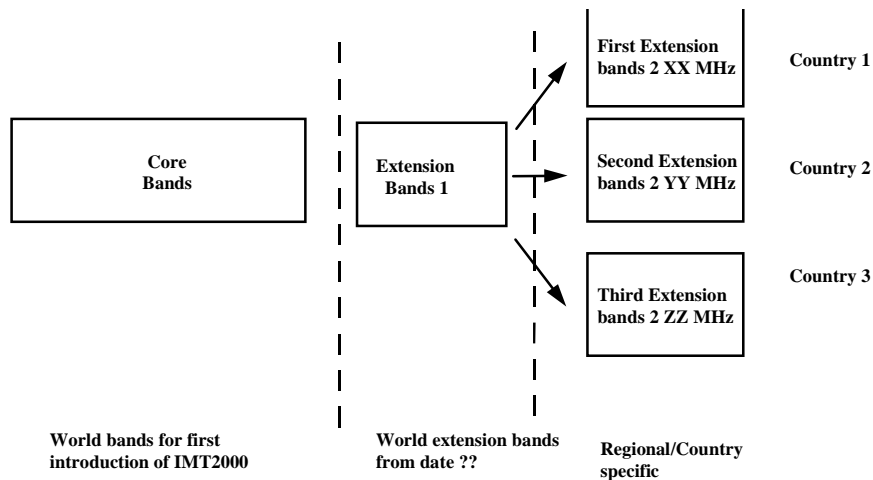 Core
Bands
Extension
Bands 1
First Extension
bands 2 XX MHz
Country 1
Second Extension
bands 2 YY MHz
Country 2
Third Extension
bands 2 ZZ MHz
Country 3
World bands for first
introduction of IMT2000
World extension bands
from date ??
Regional/Country
specific